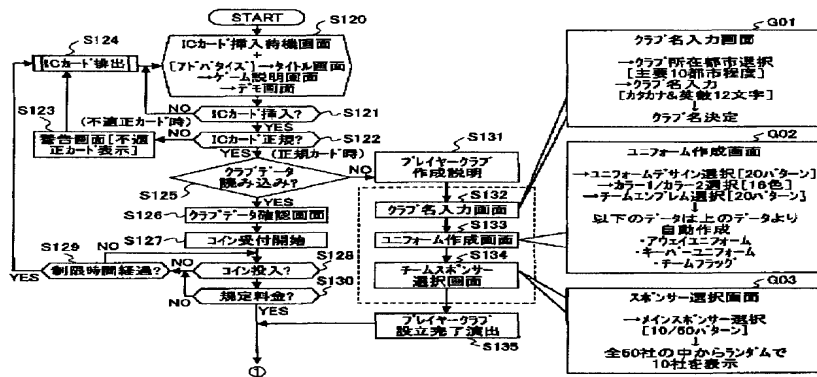 START
S120
ICカード挿入待機画面
+
[アドバタイズ]→タイトル画面
→ゲーム説明画面
→デモ画面
S124
ICカード排出
NO
ICカード挿入?
S121
YES
S123
(不適正カード時)
警告画面[不適
正カード表示]
NO
ICカード正規?
S122
YES
(正規カード時)
クラブデータ
読み込み?
S125
NO
YES
S126
クラブデータ確認画面
S127
コイン受付開始
S129
NO
制限時間経過?
YES
コイン投入?
S128
NO
S130
規定料金?
NO
YES
①
S131
プレイヤークラブ
作成説明
S132
クラブ名入力画面
S133
ユニフォーム作成画面
S134
チームスポンサー
選択画面
プレイヤークラブ
設立完了演出
S135
G01
クラブ名入力画面
→クラブ所在都市選択
[主要10都市程度]
→クラブ名入力
[カタカナ&英数12文字]
↓
クラブ名決定
G02
ユニフォーム作成画面
→ユニフォームデザイン選択[20パターン]
→カラー1/カラー2選択[16色]
→チームエンブレム選択[20パターン]
↓
以下のデータは上のデータより
自動作成
・アウェイユニフォーム
・キーパーユニフォーム
・チームフラッグ
G03
スポンサー選択画面
→メインスポンサー選択
[10/50パターン]
↓
全50社の中からランダムで
10社を表示